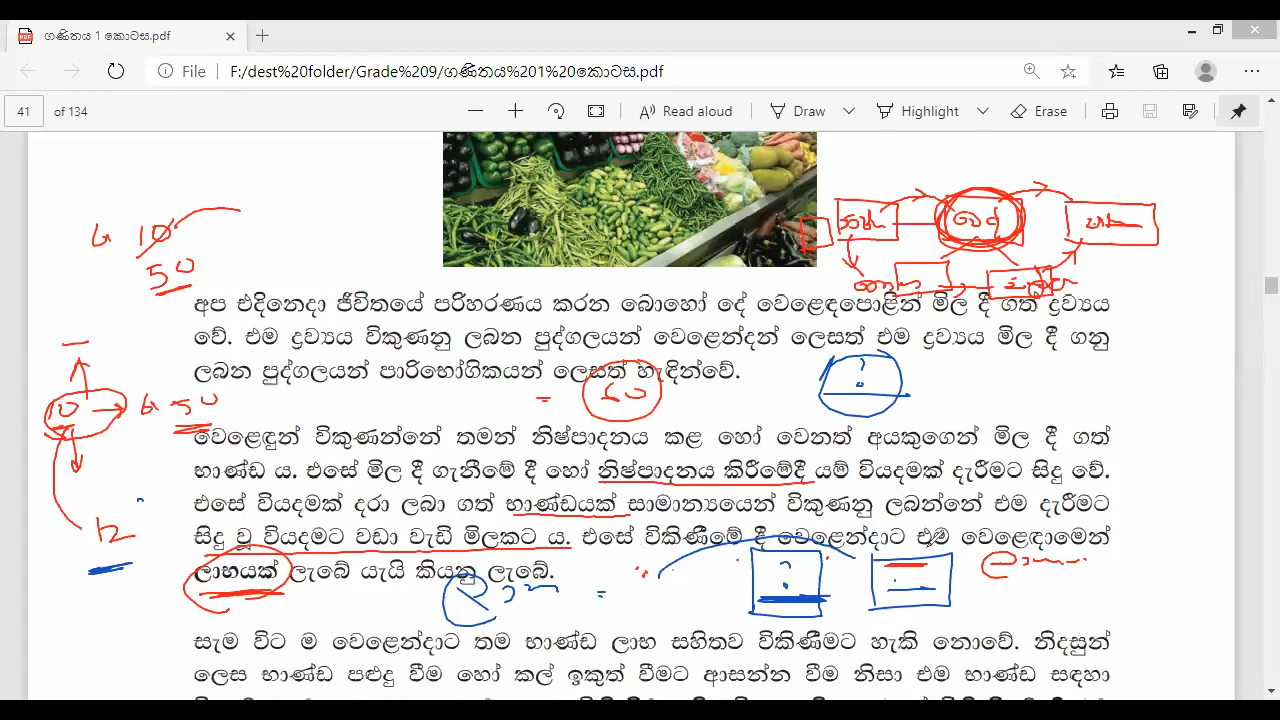 ගණිතය 1 කොටස.pdf
File F:/dest%20folder/Grade%209/ගණිතය%201%20කොටස.pdf
41 of 134 Read aloud Draw Highlight Erase
10
50
අප එදිනෙදා ජීවිතයේ පරිහරණය කරන බොහෝ දේ වෙළෙඳපොළින් මිල දී ගත් ද්‍රව්‍යය
වේ. එම ද්‍රව්‍යය විකුණනු ලබන පුද්ගලයන් වෙළෙන්දන් ලෙසත් එම ද්‍රව්‍යය මිල දී ගනු
ලබන පුද්ගලයන් පාරිභෝගිකයන් ලෙසත් හැඳින්වේ.
= 60 ?
10 50
වෙළෙඳුන් විකුණන්නේ තමන් නිෂ්පාදනය කළ හෝ වෙනත් අයකුගෙන් මිල දී ගත්
භාණ්ඩ ය. එසේ මිල දී ගැනීමේ දී හෝ නිෂ්පාදනය කිරීමේදී යම් වියදමක් දැරීමට සිදු වේ.
එසේ වියදමක් දරා ලබා ගත් භාණ්ඩයක් සාමාන්‍යයෙන් විකුණනු ලබන්නේ එම දැරීමට
සිදු වූ වියදමට වඩා වැඩි මිලකට ය. එසේ විකිණීමේ දී වෙළෙන්දාට එම වෙළෙඳාමෙන්
12
ලාභයක් ලැබේ යැයි කියනු ලැබේ.
= ?
සැම විට ම වෙළෙන්දාට තම භාණ්ඩ ලාභ සහිතව විකිණීමට හැකි නොවේ. නිදසුන්
ලෙස භාණ්ඩ පළුදු වීම හෝ කල් ඉකුත් වීමට ආසන්න වීම නිසා එම භාණ්ඩ සඳහා